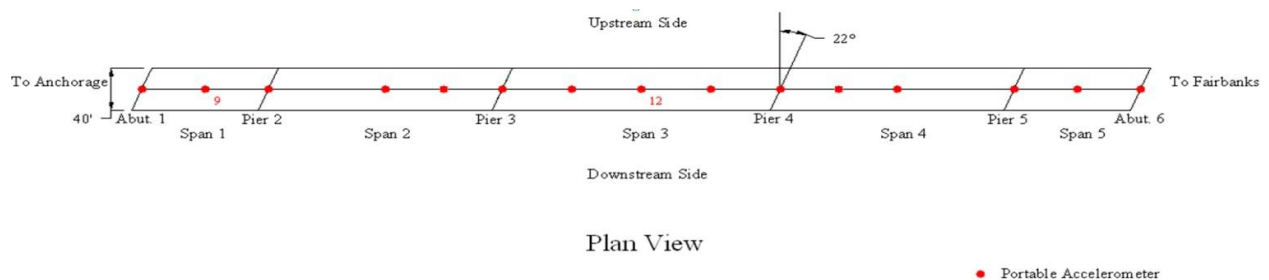 Upstream Side
22°
To Anchorage
To Fairbanks
9
12
40'
Abut. 1
Pier 2
Pier 3
Pier 4
Pier 5
Abut. 6
Span 1
Span 2
Span 3
Span 4
Span 5
Downstream Side
Plan View
Portable Accelerometer